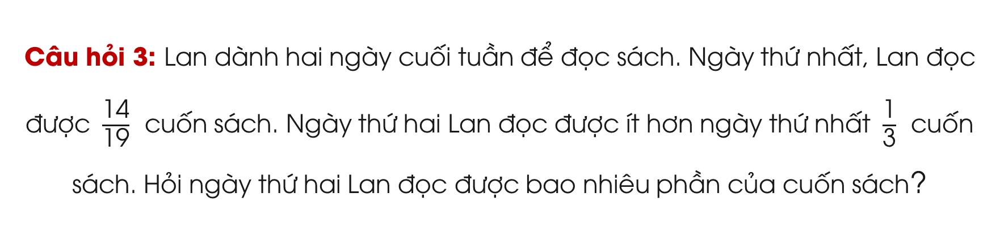 Câu hỏi 3: Lan dành hai ngày cuối tuần để đọc sách. Ngày thứ nhất, Lan đọc
được 14/19 cuốn sách. Ngày thứ hai Lan đọc được ít hơn ngày thứ nhất 1/3 cuốn
sách. Hỏi ngày thứ hai Lan đọc được bao nhiêu phần của cuốn sách?